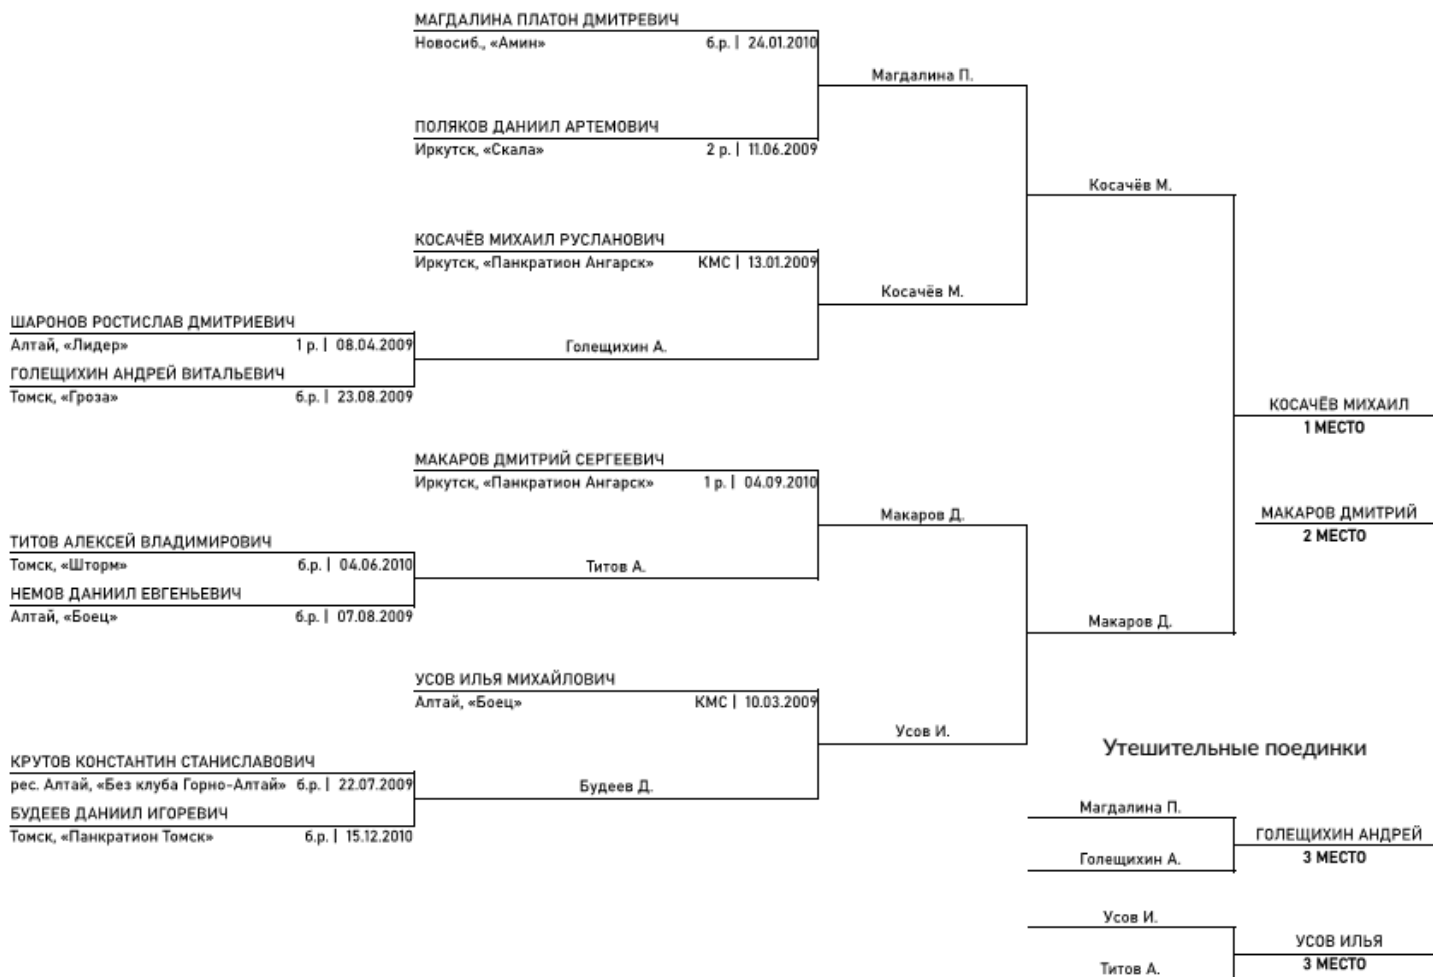 МАГДАЛИНА ПЛАТОН ДМИТРЕВИЧ
Новосиб., «Амин» б.р. | 24.01.2010
Магдалина П.
ПОЛЯКОВ ДАНИИЛ АРТЕМОВИЧ
Иркутск, «Скала» 2 р. | 11.06.2009
Косачёв М.
КОСАЧЁВ МИХАИЛ РУСЛАНОВИЧ
Иркутск, «Панкратион Ангарск» КМС | 13.01.2009
Косачёв М.
ШАРОНОВ РОСТИСЛАВ ДМИТРИЕВИЧ
Алтай, «Лидер» 1 р. | 08.04.2009
Голещихин А.
ГОЛЕЩИХИН АНДРЕЙ ВИТАЛЬЕВИЧ
Томск, «Гроза» б.р. | 23.08.2009
КОСАЧЁВ МИХАИЛ
1 МЕСТО
МАКАРОВ ДМИТРИЙ СЕРГЕЕВИЧ
Иркутск, «Панкратион Ангарск» 1 р. | 04.09.2010
Макаров Д.
МАКАРОВ ДМИТРИЙ
2 МЕСТО
ТИТОВ АЛЕКСЕЙ ВЛАДИМИРОВИЧ
Томск, «Шторм» б.р. | 04.06.2010
Титов А.
НЕМОВ ДАНИИЛ ЕВГЕНЬЕВИЧ
Алтай, «Боец» б.р. | 07.08.2009
Макаров Д.
УСОВ ИЛЬЯ МИХАЙЛОВИЧ
Алтай, «Боец» КМС | 10.03.2009
Усов И.
Утешительные поединки
КРУТОВ КОНСТАНТИН СТАНИСЛАВОВИЧ
рес. Алтай, «Без клуба Горно-Алтай» б.р. | 22.07.2009
Будеев Д.
БУДЕЕВ ДАНИИЛ ИГОРЕВИЧ
Томск, «Панкратион Томск» б.р. | 15.12.2010
Магдалина П.
ГОЛЕЩИХИН АНДРЕЙ
3 МЕСТО
Голещихин А.
Усов И.
УСОВ ИЛЬЯ
3 МЕСТО
Титов А.